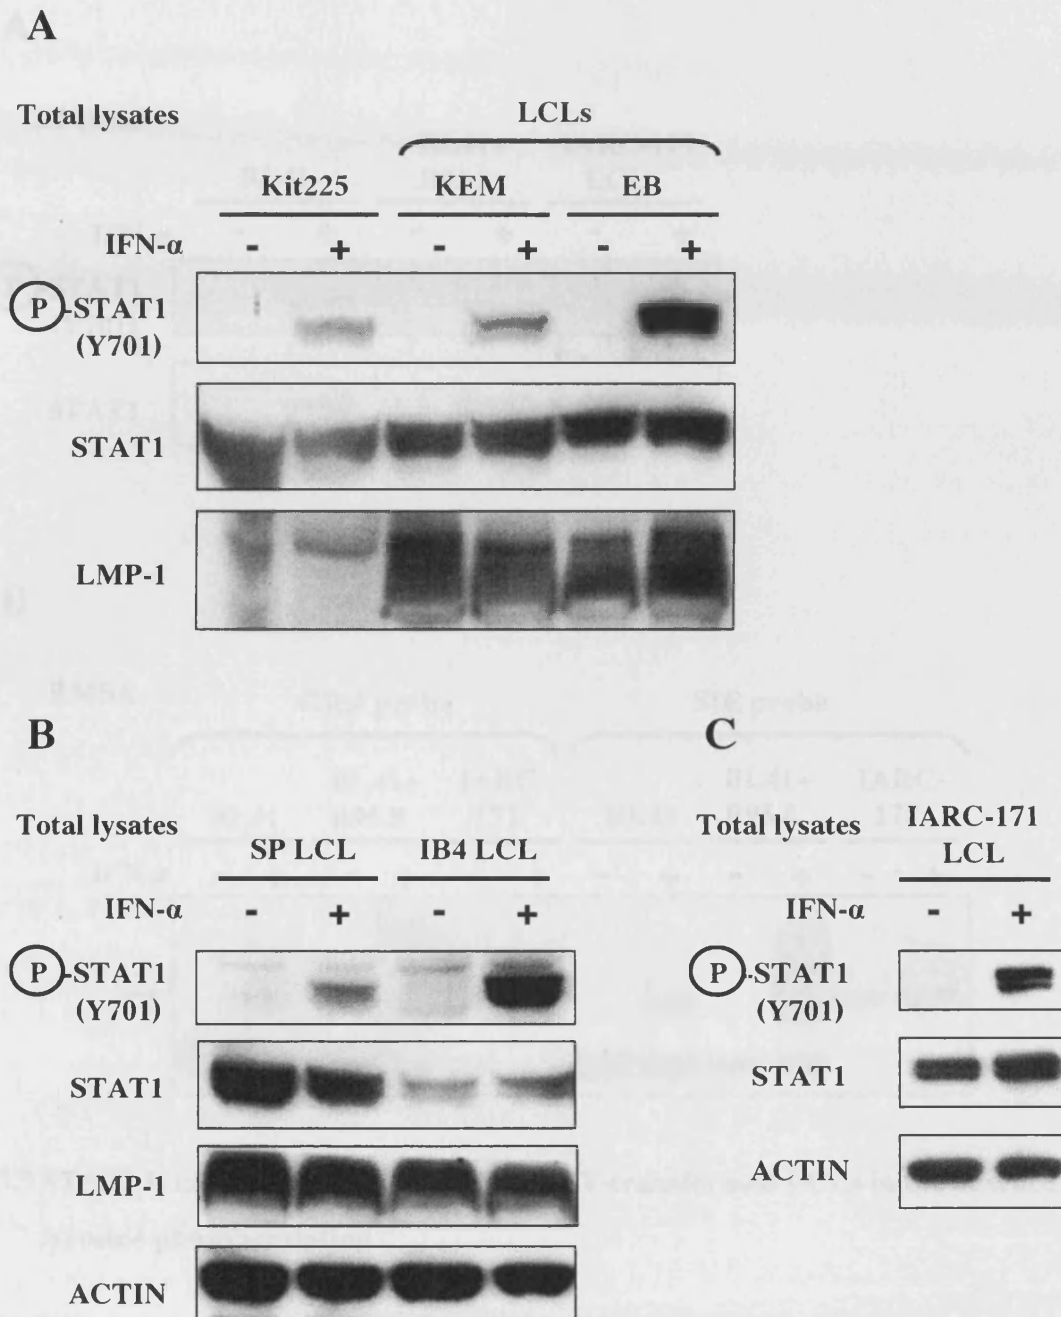 A
Total lysates LCLs
Kit225 KEM EB
IFN-α - + - + - +
P-STAT1
(Y701)
STAT1
LMP-1
B
Total lysates
SP LCL IB4 LCL
IFN-α - + - +
P-STAT1
(Y701)
STAT1
LMP-1
ACTIN
C
Total lysates IARC-171
LCL
IFN-α - +
P-STAT1
(Y701)
STAT1
ACTIN